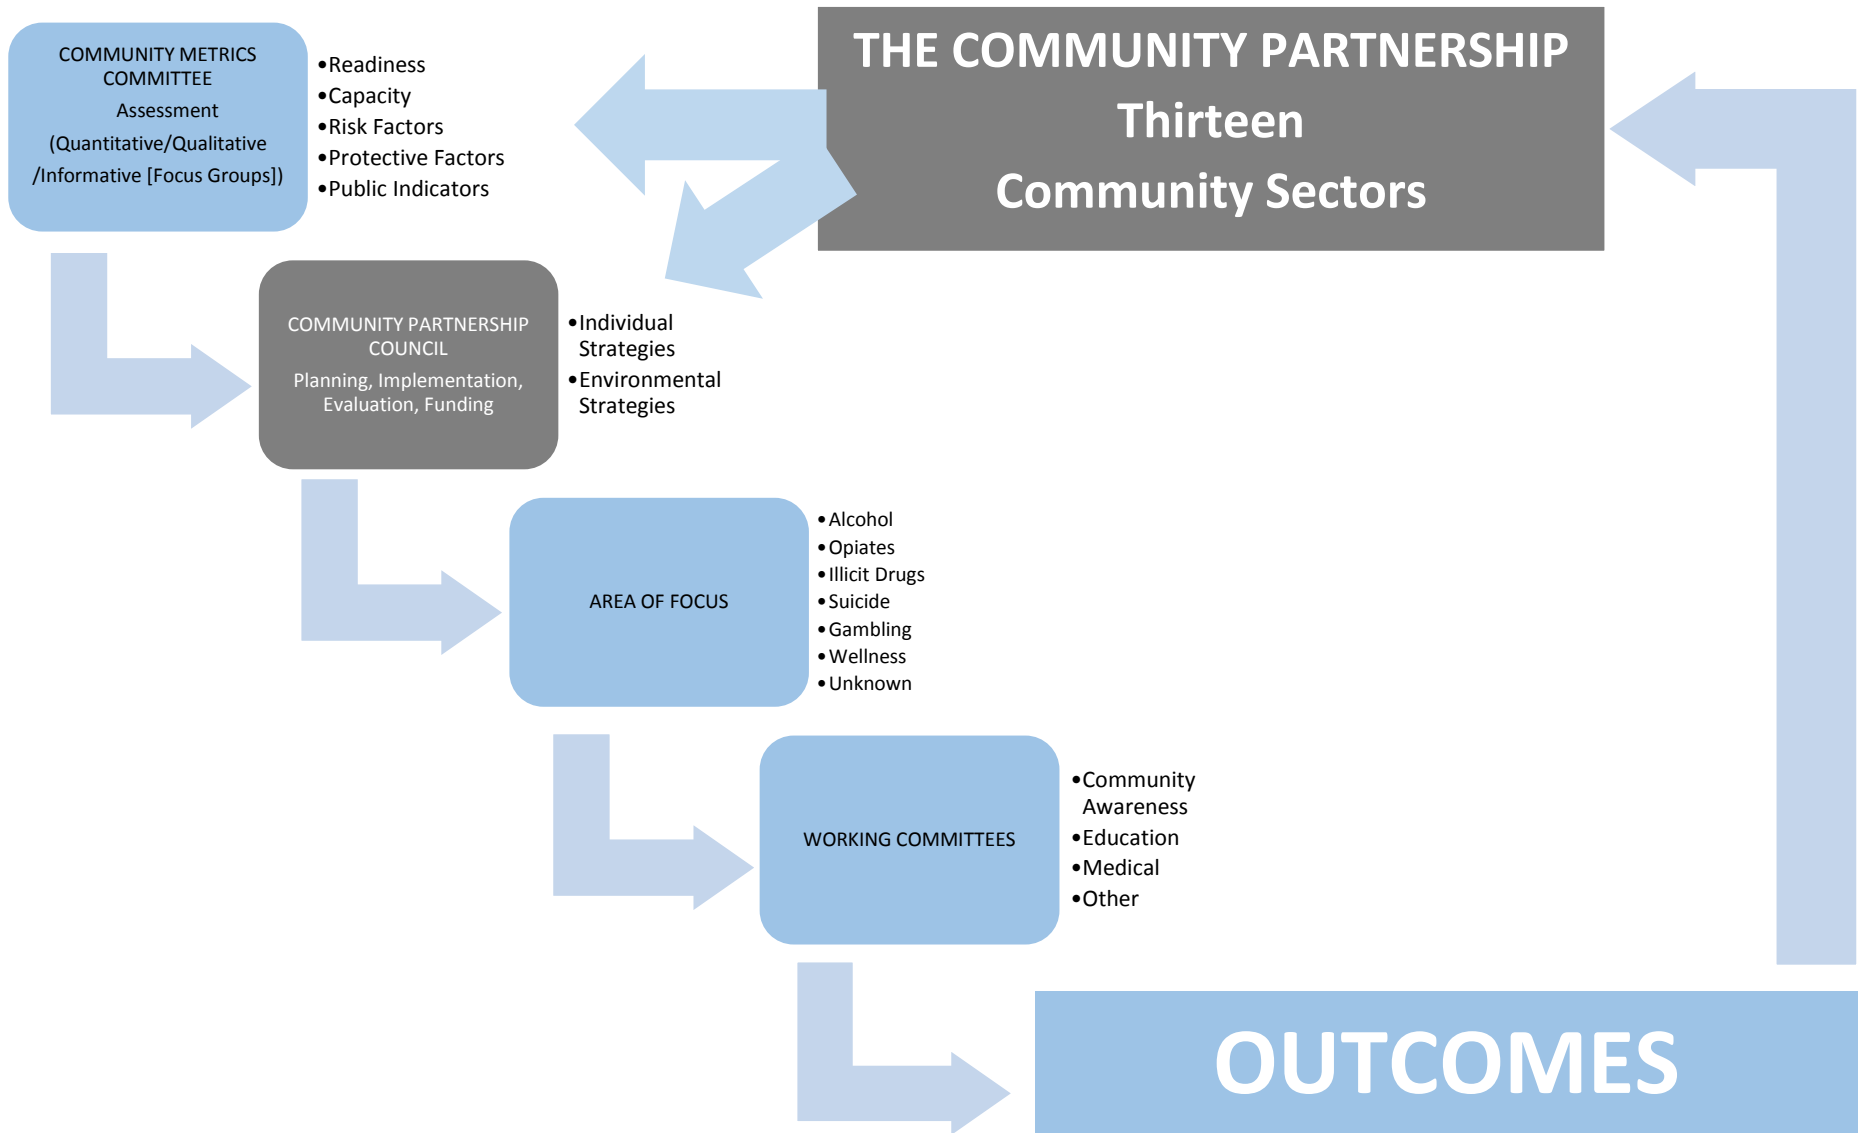 COMMUNITY METRICS
COMMITTEE
Assessment
(Quantitative/Qualitative
/Informative [Focus Groups])
•Readiness
•Capacity
•Risk Factors
•Protective Factors
•Public Indicators
THE COMMUNITY PARTNERSHIP
Thirteen
Community Sectors
COMMUNITY PARTNERSHIP
COUNCIL
Planning, Implementation,
Evaluation, Funding
•Individual
Strategies
•Environmental
Strategies
AREA OF FOCUS
•Alcohol
•Opiates
•Illicit Drugs
•Suicide
•Gambling
•Wellness
•Unknown
WORKING COMMITTEES
•Community
Awareness
•Education
•Medical
•Other
OUTCOMES